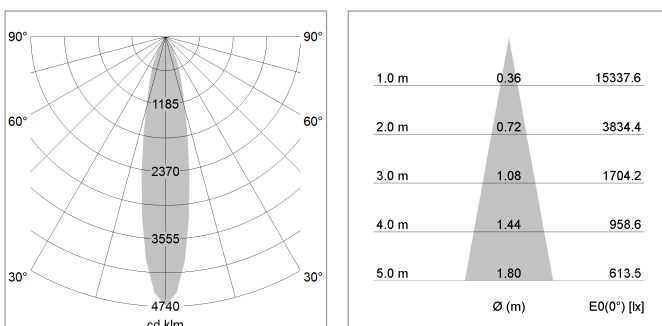 90° 90°
1185
60° 60°
2370
3555
30° 30°
4740
cd klm
1.0 m 0.36 15337.6
2.0 m 0.72 3834.4
3.0 m 1.08 1704.2
4.0 m 1.44 958.6
5.0 m 1.80 613.5
Ø (m) E0(0°) [lx]